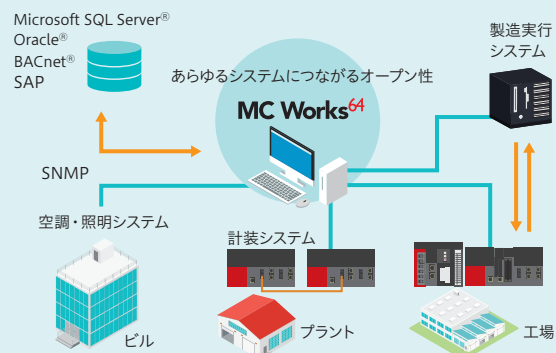 Microsoft SQL Server®
Oracle®
BACnet®
SAP
あらゆるシステムにつながるオープン性
MC Works64
製造実行
システム
SNMP
空調・照明システム
計装システム
ビル
プラント
工場